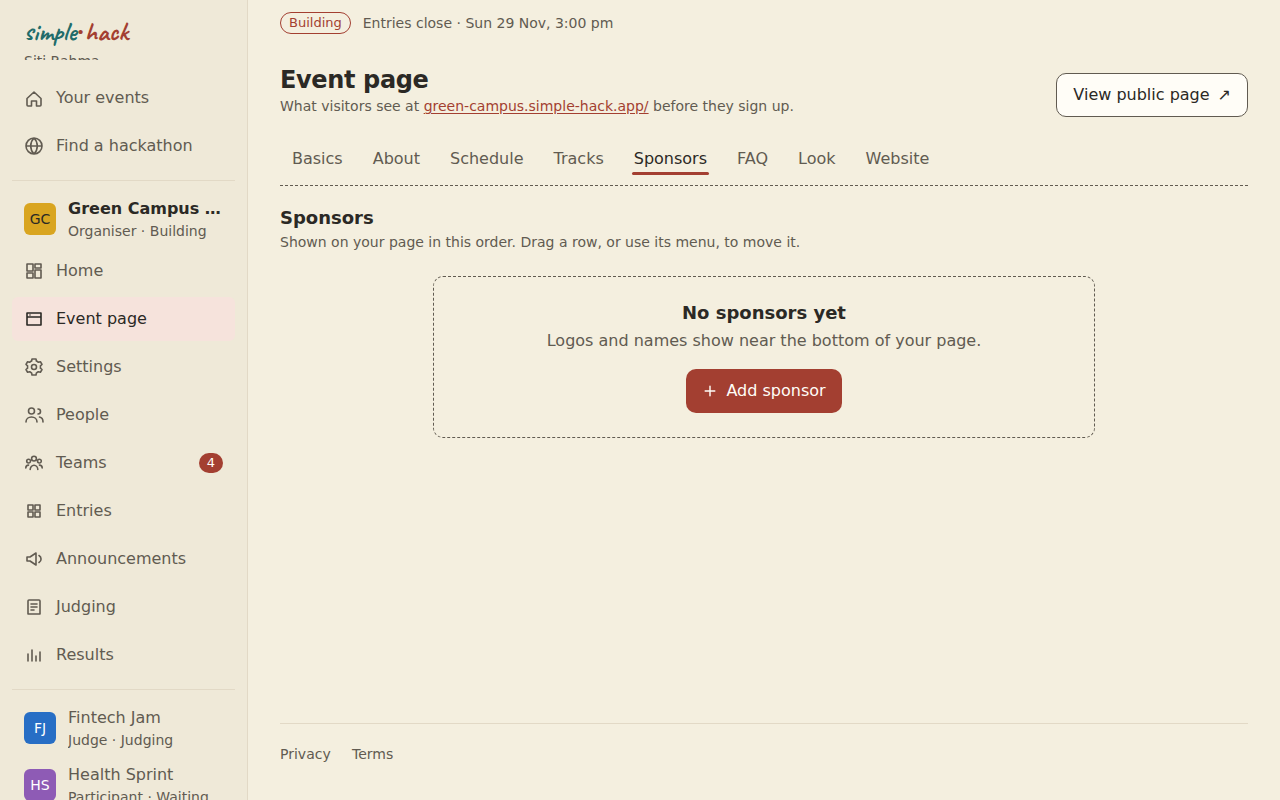 simple·hack
Siti Rahma
Your events
Find a hackathon
GC
Green Campus ...
Organiser · Building
Home
Event page
Settings
People
Teams
4
Entries
Announcements
Judging
Results
FJ
Fintech Jam
Judge · Judging
HS
Health Sprint
Participant · Waiting
Building
Entries close · Sun 29 Nov, 3:00 pm
Event page
What visitors see at green-campus.simple-hack.app/ before they sign up.
View public page ↗
Basics About Schedule Tracks Sponsors FAQ Look Website
Sponsors
Shown on your page in this order. Drag a row, or use its menu, to move it.
No sponsors yet
Logos and names show near the bottom of your page.
+ Add sponsor
Privacy Terms